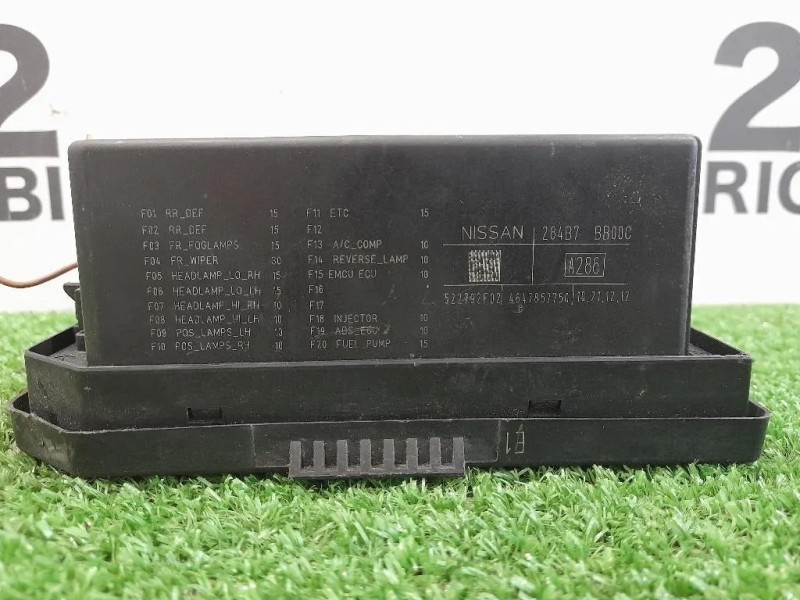 2
2
BI
RIC
F01 RR_DEF 15
F02 RR_DEF 15
F03 FR_FOGLAMPS 15
F04 FR_WIPER 30
F05 HEADLAMP_LO_RH 15
F06 HEADLAMP_LO_LH 15
F07 HEADLAMP_HI_RH 10
F08 HEADLAMP_HI_LH 10
F09 POS_LAMPS_LH 10
F10 POS_LAMPS_RH 10
F11 ETC 15
F12
F13 A/C_COMP 10
F14 REVERSE_LAMP 10
F15 EMCU ECU 10
F16
F17
F18 INJECTOR 10
F19 ABS_ECU 10
F20 FUEL_PUMP 15
NISSAN 284B7 BB00C
A286
522792F02
E1